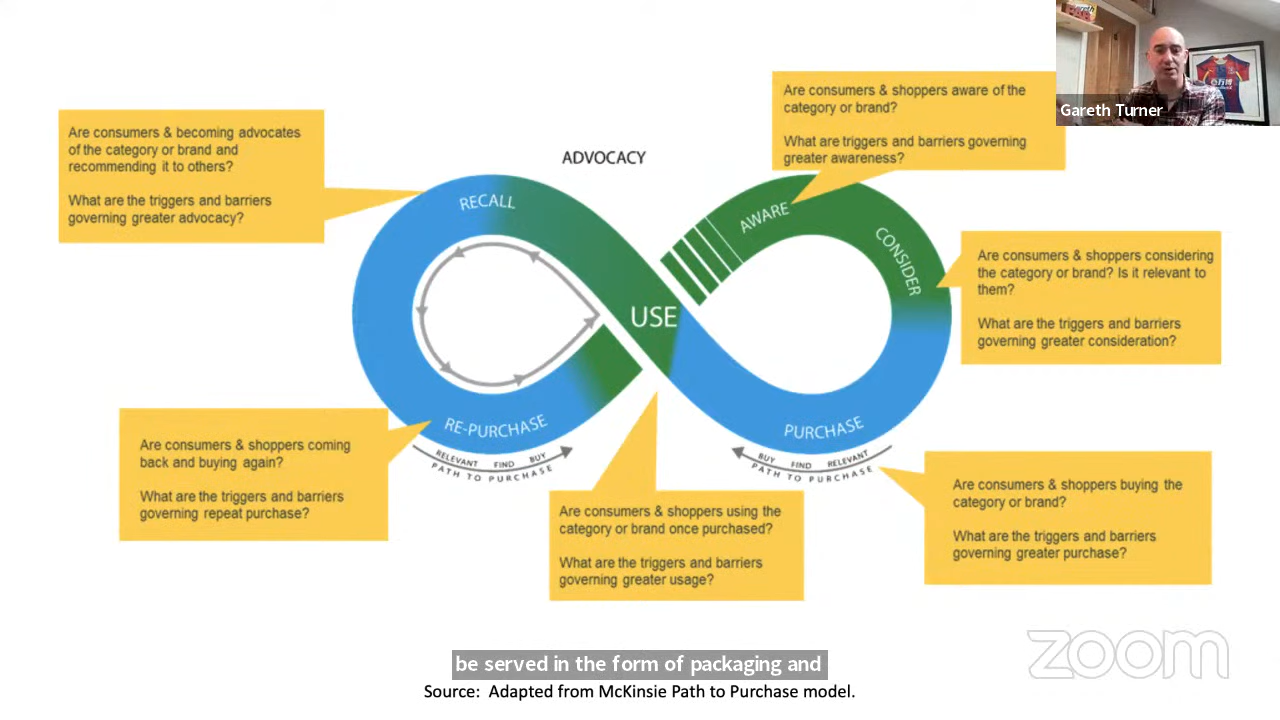 Gareth Turner
Are consumers & shoppers aware of the
category or brand?
What are triggers and barriers governing
greater awareness?
Are consumers & becoming advocates
of the category or brand and
recommending it to others?
What are the triggers and barriers
governing greater advocacy?
ADVOCACY
RECALL
AWARE
CONSIDER
Are consumers & shoppers considering
the category or brand? Is it relevant to
them?
What are the triggers and barriers
governing greater consideration?
USE
RE-PURCHASE
PURCHASE
RELEVANT FIND BUY
PATH TO PURCHASE
BUY FIND RELEVANT
PATH TO PURCHASE
Are consumers & shoppers coming
back and buying again?
What are the triggers and barriers
governing repeat purchase?
Are consumers & shoppers using the
category or brand once purchased?
What are the triggers and barriers
governing greater usage?
Are consumers & shoppers buying the
category or brand?
What are the triggers and barriers
governing greater purchase?
zoom
be served in the form of packaging and
Source: Adapted from McKinsie Path to Purchase model.